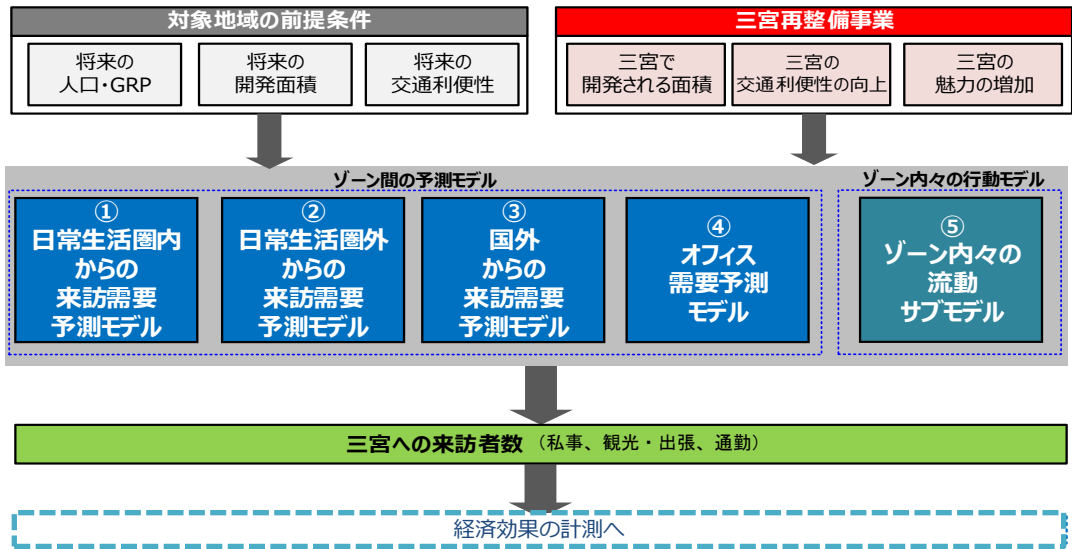 対象地域の前提条件
将来の
人口・GRP
将来の
開発面積
将来の
交通利便性
三宮再整備事業
三宮で
開発される面積
三宮の
交通利便性の向上
三宮の
魅力の増加
ゾーン間の予測モデル
①
日常生活圏内
からの
来訪需要
予測モデル
②
日常生活圏外
からの
来訪需要
予測モデル
③
国外
からの
来訪需要
予測モデル
④
オフィス
需要予測
モデル
ゾーン内々の行動モデル
⑤
ゾーン内々の
流動
サブモデル
三宮への来訪者数（私事、観光・出張、通勤）
経済効果の計測へ